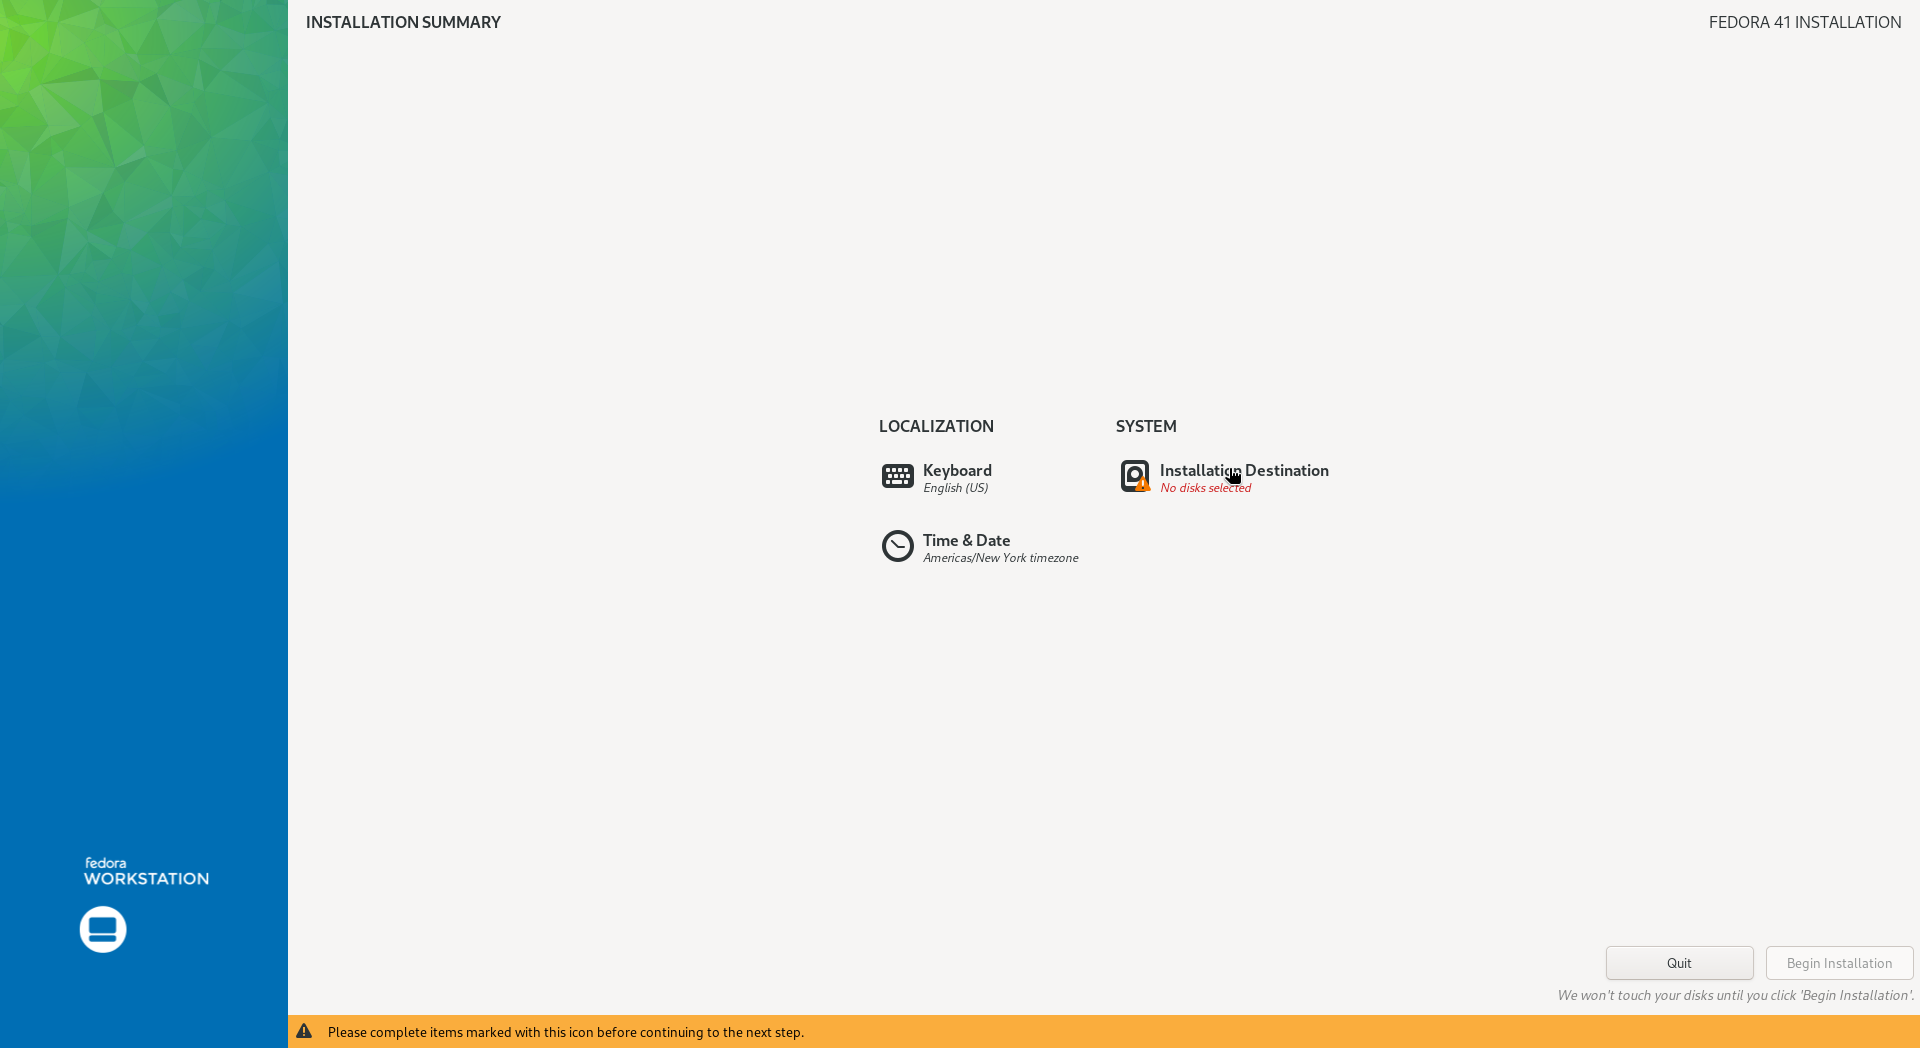 INSTALLATION SUMMARY
FEDORA 41 INSTALLATION
LOCALIZATION
Keyboard
English (US)
Time & Date
Americas/New York timezone
SYSTEM
Installation Destination
No disks selected
fedora
WORKSTATION
Quit
Begin Installation
We won't touch your disks until you click 'Begin Installation'.
Please complete items marked with this icon before continuing to the next step.